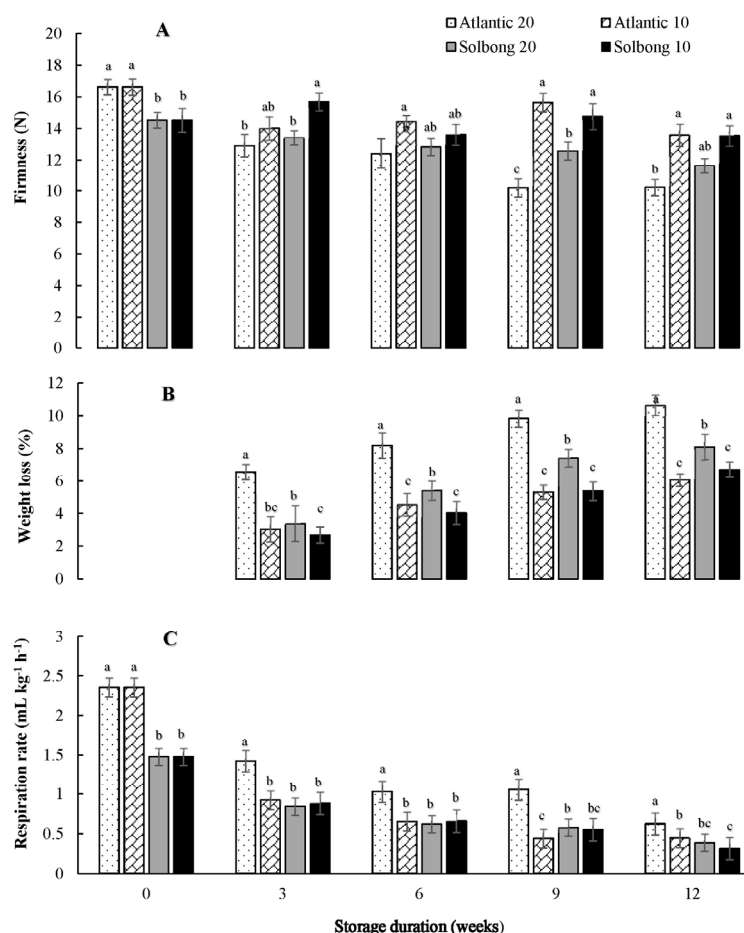 Atlantic 20 Atlantic 10
Solbong 20 Solbong 10
A
Firmness (N)
20
18
16
14
12
10
8
6
4
2
0
a a b b
b ab b a
b a ab ab
c a b a
b a ab a
B
Weight loss (%)
12
10
8
6
4
2
0
a bc b c
a c b c
a c b c
a c b c
C
Respiration rate (mL kg⁻¹ h⁻¹)
3
2.5
2
1.5
1
0.5
0
a a b b
a b b b
a b b b
a c b bc
a b bc c
0 3 6 9 12
Storage duration (weeks)